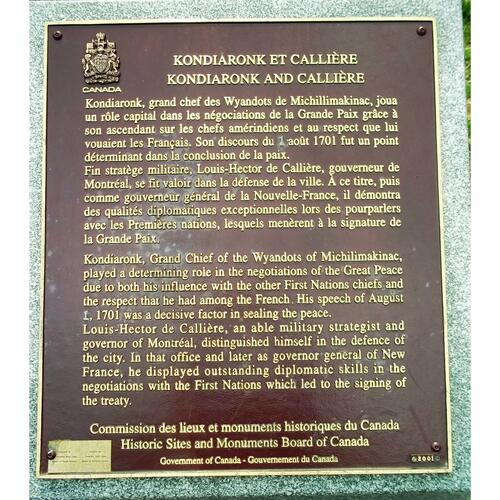 CANADA
KONDIARONK ET CALLIÈRE
KONDIARONK AND CALLIÈRE
Kondiaronk, grand chef des Wyandots de Michillimakinac, joua
un rôle capital dans les négociations de la Grande Paix grâce à
son ascendant sur les chefs amérindiens et au respect que lui
vouaient les Français. Son discours du 1 août 1701 fut un point
déterminant dans la conclusion de la paix.
Fin stratège militaire, Louis-Hector de Callière, gouverneur de
Montréal, se fit valoir dans la défense de la ville. À ce titre, puis
comme gouverneur général de la Nouvelle-France, il démontra
des qualités diplomatiques exceptionnelles lors des pourparlers
avec les Premières nations, lesquels menèrent à la signature de
la Grande Paix.
Kondiaronk, Grand Chief of the Wyandots of Michillimakinac,
played a determining role in the negotiations of the Great Peace
due to both his influence with the other First Nations chiefs and
the respect that he had among the French. His speech of August
1, 1701 was a decisive factor in sealing the peace.
Louis-Hector de Callière, an able military strategist and
governor of Montréal, distinguished himself in the defence of
the city. In that office and later as governor general of New
France, he displayed outstanding diplomatic skills in the
negotiations with the First Nations which led to the signing of
the treaty.
Commission des lieux et monuments historiques du Canada
Historic Sites and Monuments Board of Canada
Government of Canada - Gouvernement du Canada
2001